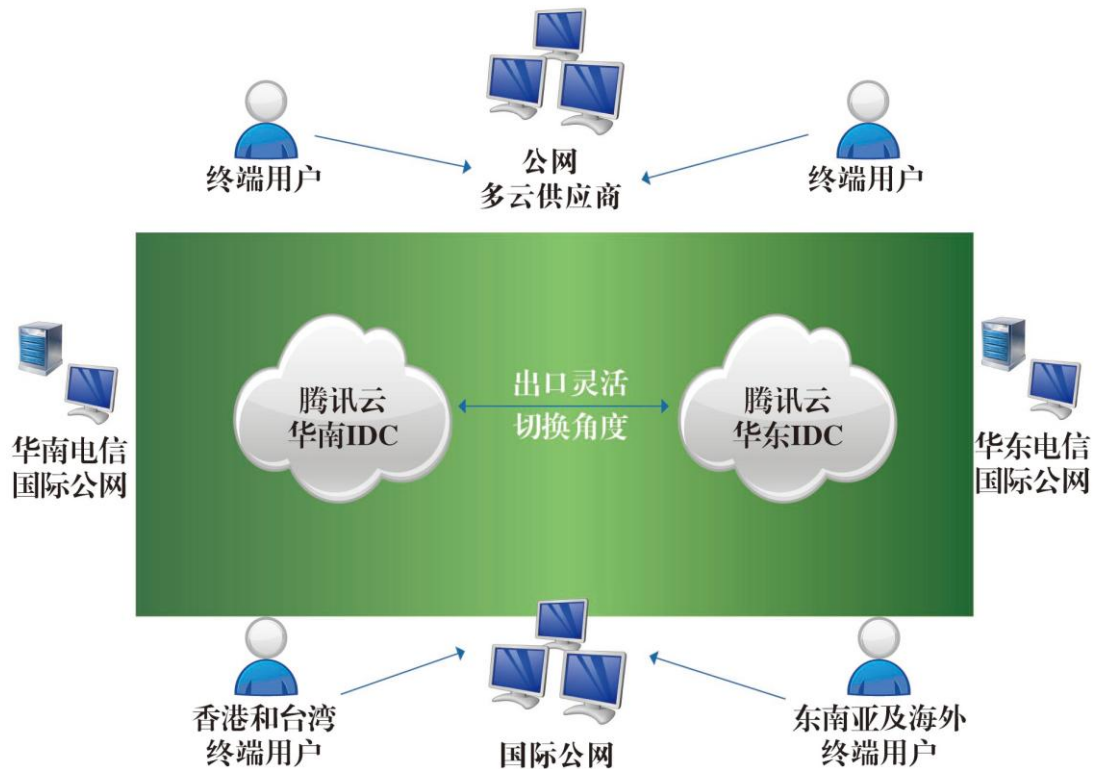 终端用户
公网
多云供应商
终端用户
腾讯云
华南IDC
出口灵活
切换角度
腾讯云
华东IDC
华南电信
国际公网
华东电信
国际公网
香港和台湾
终端用户
国际公网
东南亚及海外
终端用户